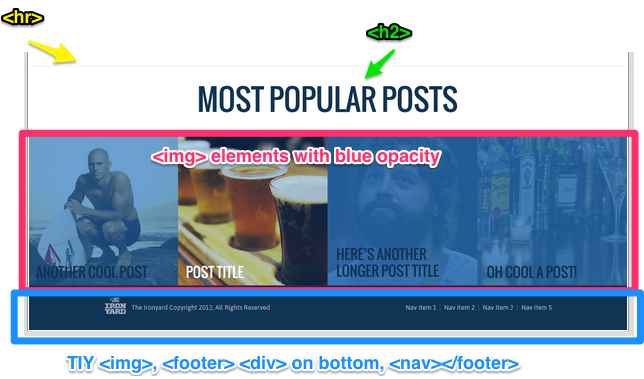 <hr>
<h2>
MOST POPULAR POSTS
<img> elements with blue opacity
ANOTHER COOL POST
POST TITLE
HERE'S ANOTHER
LONGER POST TITLE
OH COOL A POST!
The
IRON
YARD
The Ironyard Copyright 2013, All Rights Reserved
Nav Item 1 | Nav Item 2 | Nav Item 3 | Nav Item 5
TIY <img>, <footer> <div> on bottom, <nav></footer>